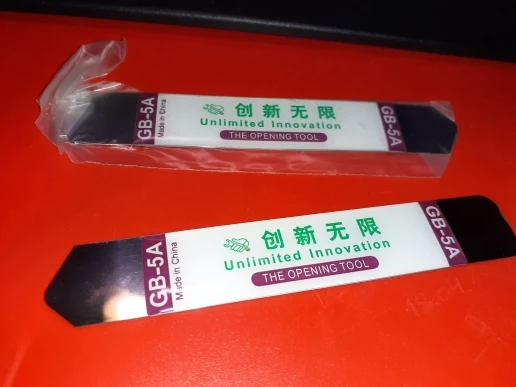 GB-5A
Made in China
创新无限
Unlimited Innovation
THE OPENING TOOL
GB-5A
GB-5A
Made in China
创新无限
Unlimited Innovation
THE OPENING TOOL
GB-5A